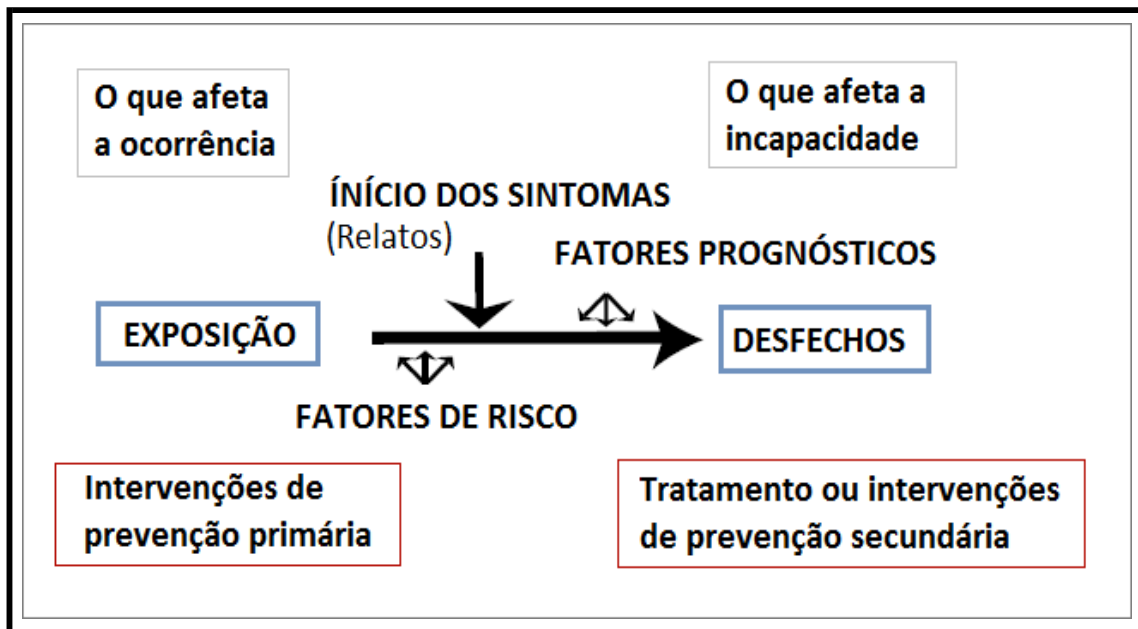 O que afeta
a ocorrência
O que afeta a
incapacidade
ÍNÍCIO DOS SINTOMAS
(Relatos)
FATORES PROGNÓSTICOS
EXPOSIÇÃO
DESFECHOS
FATORES DE RISCO
Intervenções de
prevenção primária
Tratamento ou intervenções
de prevenção secundária